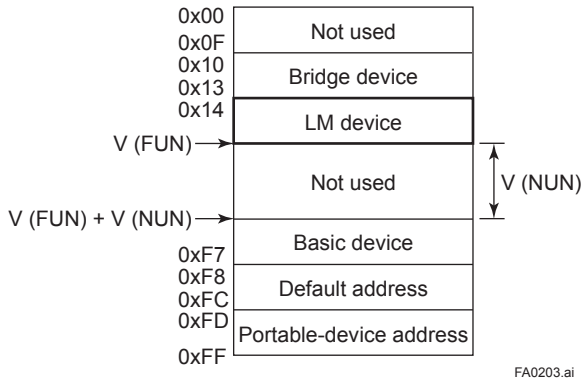 0x00
Not used
0x0F
0x10
Bridge device
0x13
0x14
LM device
V (FUN)
Not used
V (NUN)
V (FUN) + V (NUN)
Basic device
0xF7
0xF8
Default address
0xFC
0xFD
Portable-device address
0xFF
FA0203.ai